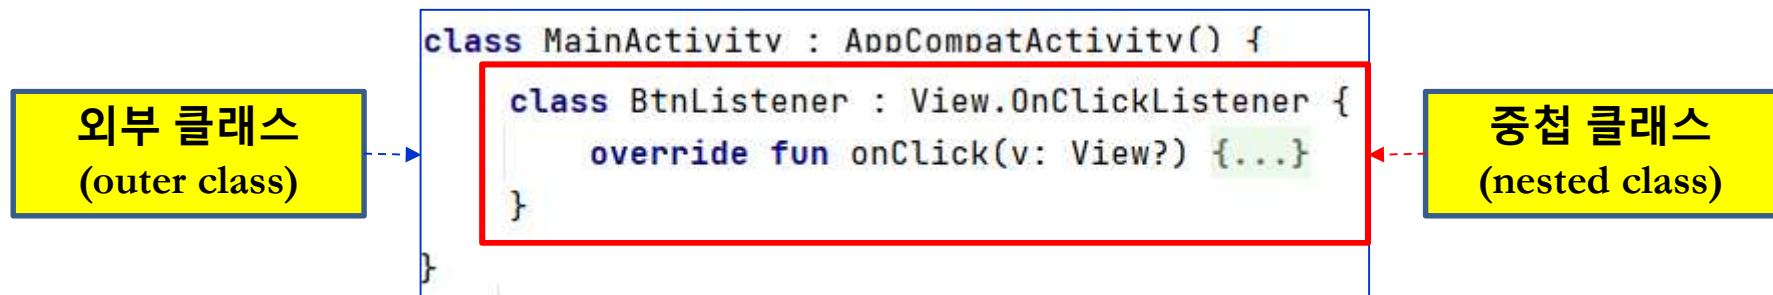 class MainActivity : AppCompatActivity() {
외부 클래스
(outer class)
class BtnListener : View.OnClickListener {
override fun onClick(v: View?) {...}
}
중첩 클래스
(nested class)
}